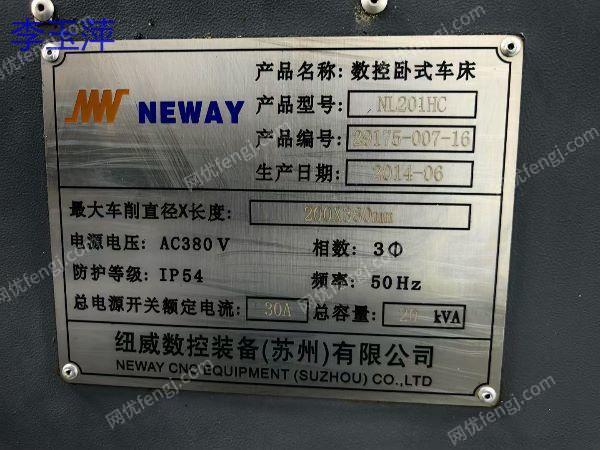 李玉萍
NEWAY
产品名称: 数控卧式车床
产品型号: NL201HC
产品编号: 20175-007-16
生产日期: 2014-06
最大车削直径X长度: 200X330mm
电源电压: AC380V 相数: 3Φ
防护等级: IP54 频率: 50Hz
总电源开关额定电流: 30A 总容量: 20 kVA
纽威数控装备(苏州)有限公司
NEWAY CNC EQUIPMENT (SUZHOU) CO.,LTD
网优fengj.com